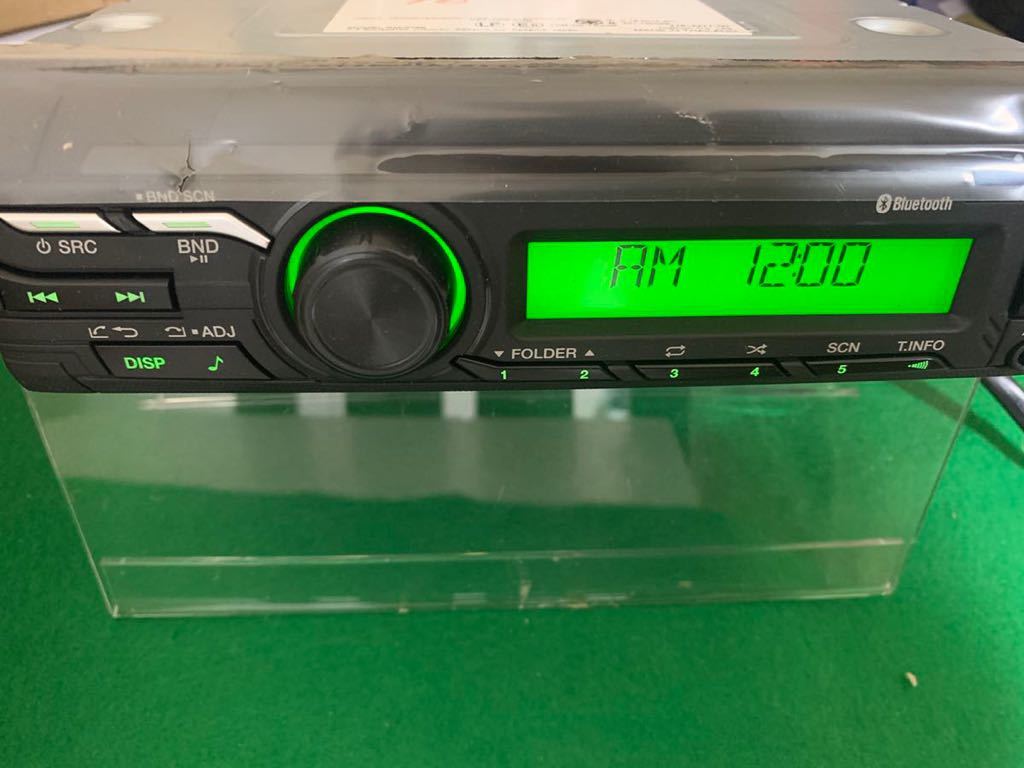 BND SCN
Bluetooth
SRC
BND
AM 12:00
ADJ
DISP
FOLDER
SCN
T.INFO
1 2 3 4 5